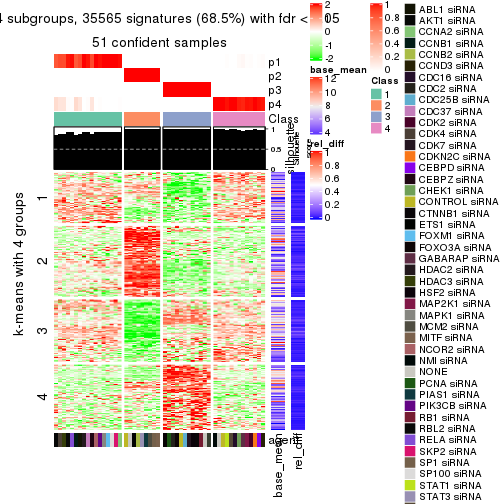 4 subgroups, 35565 signatures (68.5%) with fdr < 05
51 confident samples
p1
p2
p3
p4
Class
silhouette
1
0.5
0
k-means with 4 groups
1
2
3
4
agent
base_mean
rel_diff
2
1
0
-1
-2
base_mean
12
10
8
6
4
rel_diff
1
0.8
0.6
0.4
0.2
0
1
0.8
0.6
0.4
0.2
0
Class
1
2
3
4
ABL1 siRNA
AKT1 siRNA
CCNA2 siRNA
CCNB1 siRNA
CCNB2 siRNA
CCND3 siRNA
CDC16 siRNA
CDC2 siRNA
CDC25B siRNA
CDC37 siRNA
CDK2 siRNA
CDK4 siRNA
CDK7 siRNA
CDKN2C siRNA
CEBPD siRNA
CEBPZ siRNA
CHEK1 siRNA
CONTROL siRNA
CTNNB1 siRNA
ETS1 siRNA
FOXM1 siRNA
FOXO3A siRNA
GABARAP siRNA
HDAC2 siRNA
HDAC3 siRNA
HSF2 siRNA
MAP2K1 siRNA
MAPK1 siRNA
MCM2 siRNA
MITF siRNA
NCOR2 siRNA
NMI siRNA
NONE
PCNA siRNA
PIAS1 siRNA
PIK3CB siRNA
RB1 siRNA
RBL2 siRNA
RELA siRNA
SKP2 siRNA
SP1 siRNA
SP100 siRNA
STAT1 siRNA
STAT3 siRNA